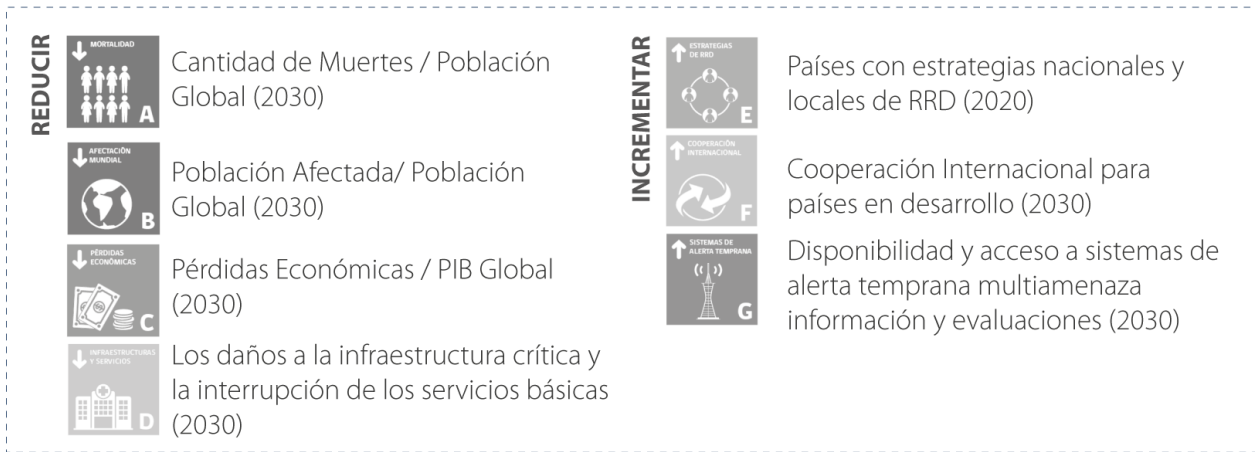 REDUCIR
MORTALIDAD
A
Cantidad de Muertes / Población
Global (2030)
AFECTACIÓN
MUNDIAL
B
Población Afectada/ Población
Global (2030)
PÉRDIDAS
ECONÓMICAS
C
Pérdidas Económicas / PIB Global
(2030)
INFRAESTRUCTURAS
Y SERVICIOS
D
Los daños a la infraestructura crítica y
la interrupción de los servicios básicas
(2030)
INCREMENTAR
ESTRATEGIAS
DE RRD
E
Países con estrategias nacionales y
locales de RRD (2020)
COOPERACIÓN
INTERNACIONAL
F
Cooperación Internacional para
países en desarrollo (2030)
SISTEMAS DE
ALERTA TEMPRANA
G
Disponibilidad y acceso a sistemas de
alerta temprana multiamenaza
información y evaluaciones (2030)